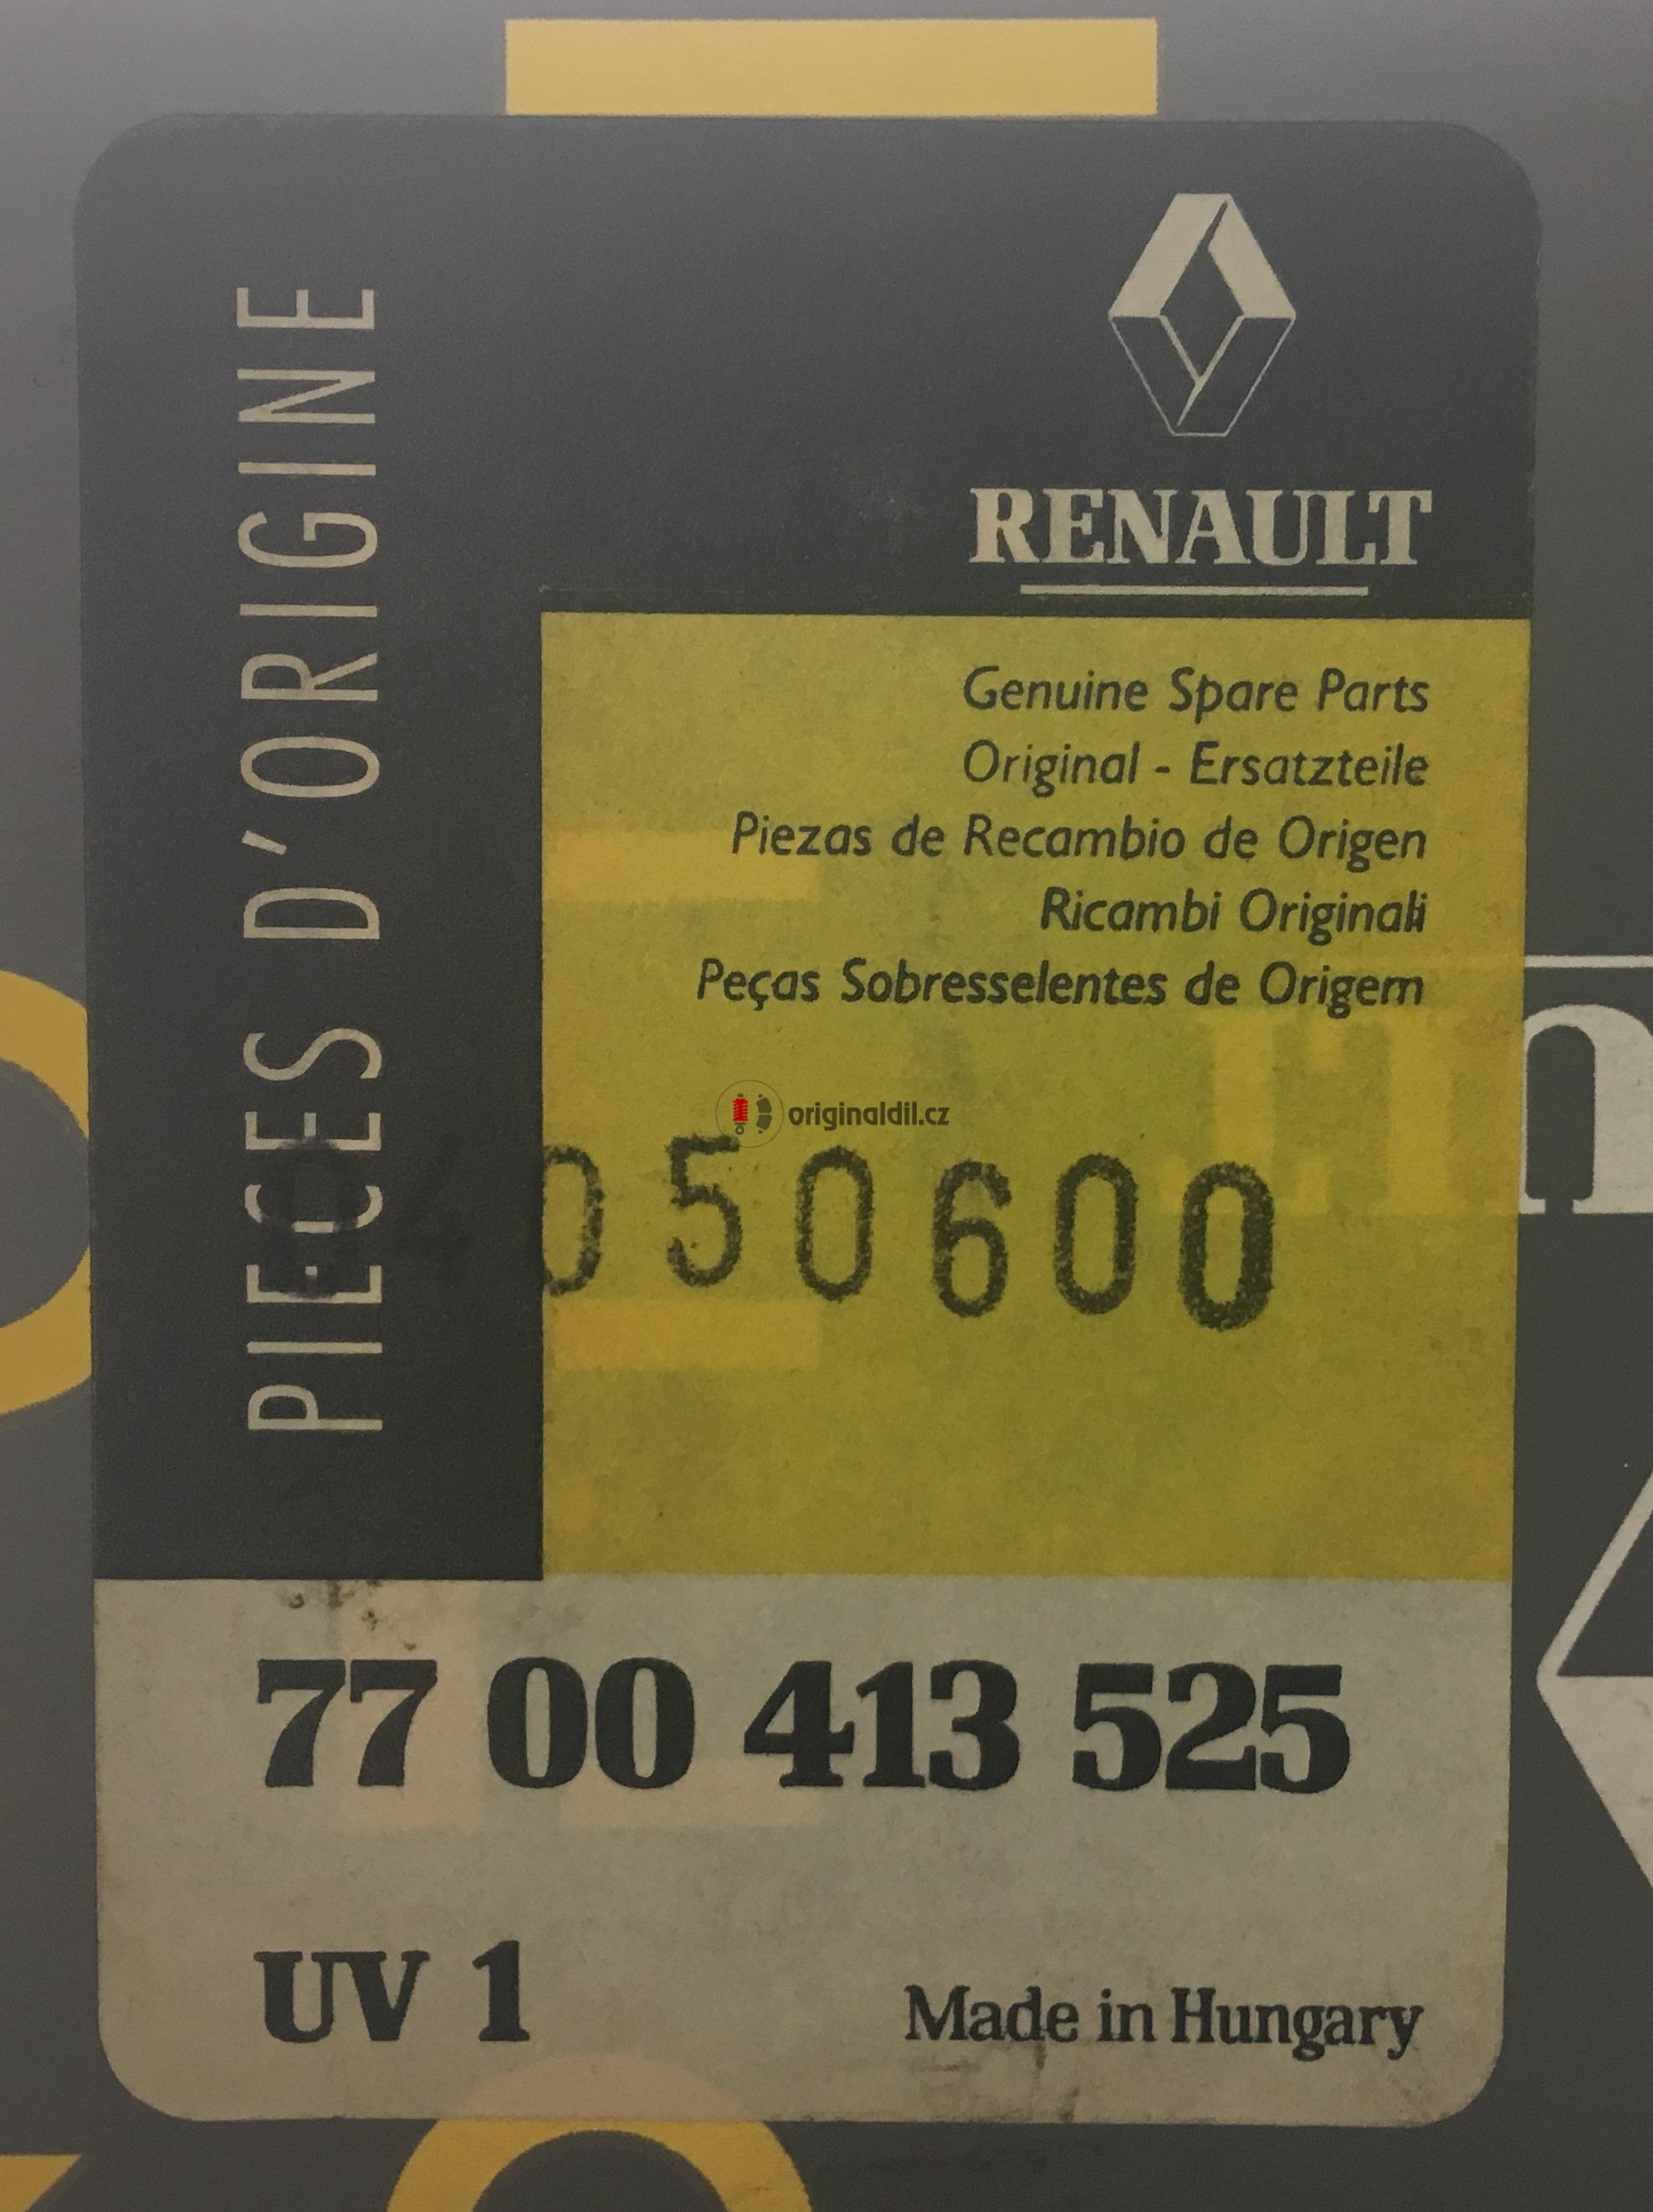 PIECES D'ORIGINE
RENAULT
Genuine Spare Parts
Original - Ersatzteile
Piezas de Recambio de Origen
Ricambi Originali
Peças Sobresselentes de Origem
originaldil.cz
050600
77 00 413 525
UV 1
Made in Hungary